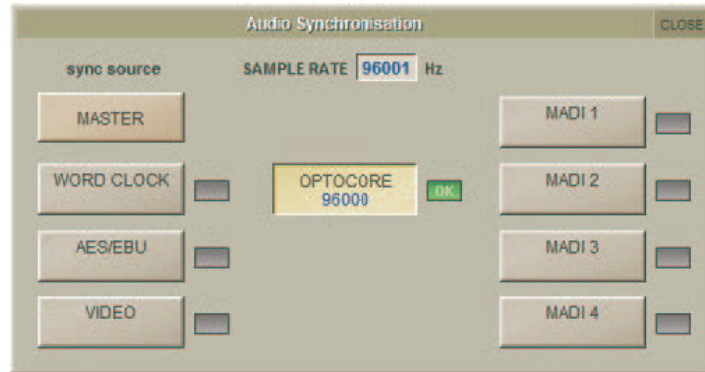 Audio Synchronisation
CLOSE
sync source
SAMPLE RATE 96001 Hz
MASTER
MADI 1
WORD CLOCK
OPTOCORE
96000
OK
MADI 2
AES/EBU
MADI 3
VIDEO
MADI 4